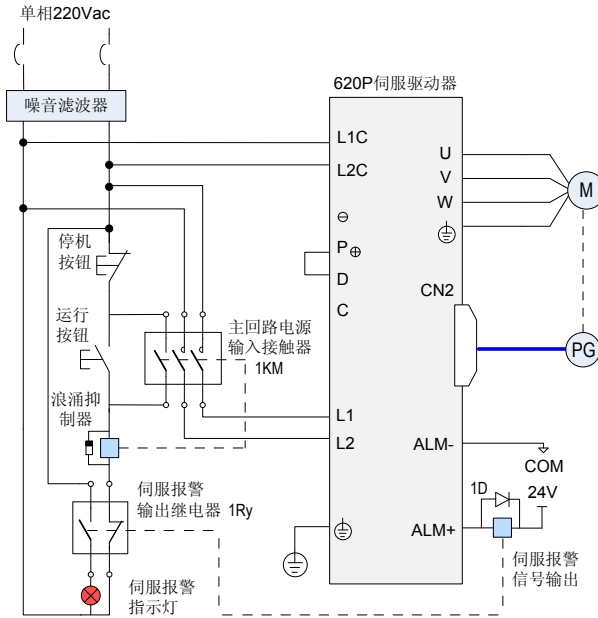 单相220Vac
噪音滤波器
620P伺服驱动器
L1C
L2C
U
V
W
M
⊖
P⊕
D
C
CN2
PG
停机
按钮
运行
按钮
主回路电源
输入接触器
1KM
浪涌抑
制器
L1
L2
ALM-
COM
24V
1D
ALM+
伺服报警
输出继电器 1Ry
伺服报警
信号输出
伺服报警
指示灯